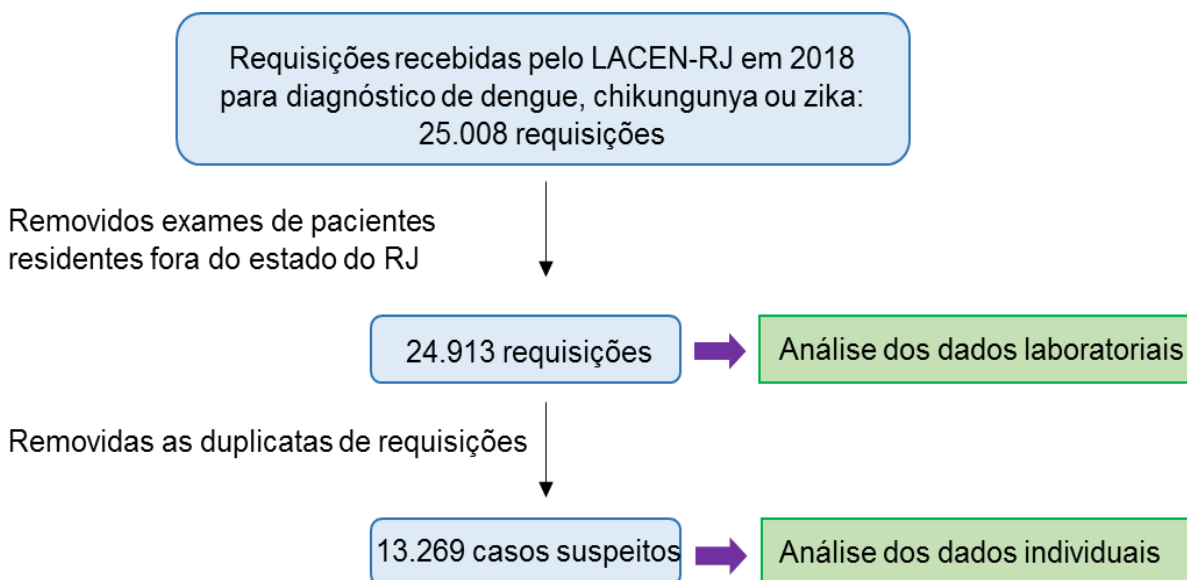 Requisições recebidas pelo LACEN-RJ em 2018
para diagnóstico de dengue, chikungunya ou zika:
25.008 requisições
Removidos exames de pacientes
residentes fora do estado do RJ
24.913 requisições
Análise dos dados laboratoriais
Removidas as duplicatas de requisições
13.269 casos suspeitos
Análise dos dados individuais